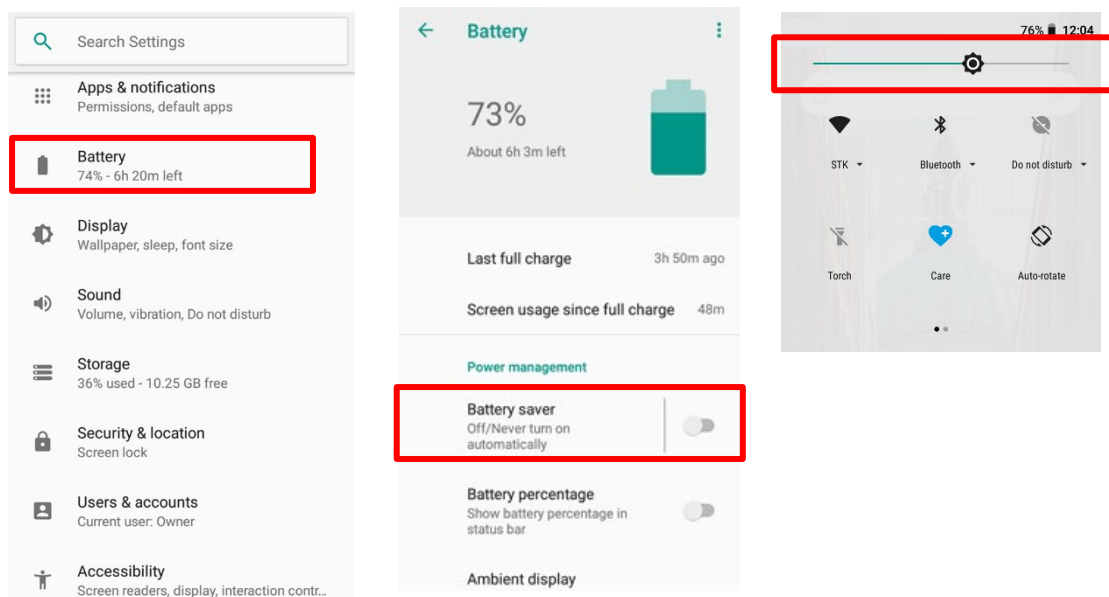 Search Settings
Apps & notifications
Permissions, default apps
Battery
74% - 6h 20m left
Display
Wallpaper, sleep, font size
Sound
Volume, vibration, Do not disturb
Storage
36% used - 10.25 GB free
Security & location
Screen lock
Users & accounts
Current user: Owner
Accessibility
Screen readers, display, interaction contr...
Battery
73%
About 6h 3m left
Last full charge 3h 50m ago
Screen usage since full charge 48m
Power management
Battery saver
Off/Never turn on
automatically
Battery percentage
Show battery percentage in
status bar
Ambient display
76% 12:04
STK Bluetooth Do not disturb
Torch Care Auto-rotate